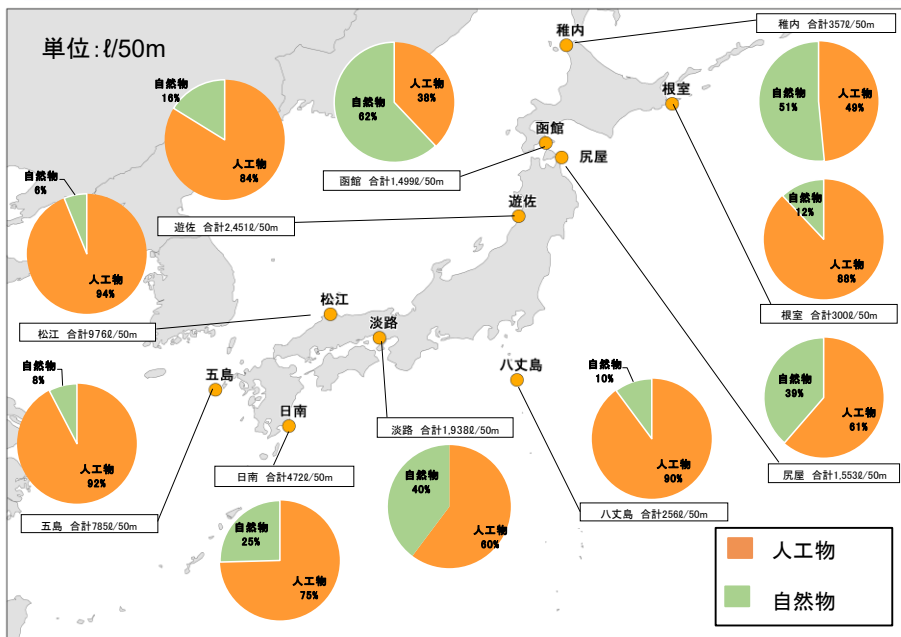 単位:ℓ/50m
稚内
稚内 合計357ℓ/50m
自然物
51%
人工物
49%
自然物
16%
人工物
84%
自然物
62%
人工物
38%
根室
函館
尻屋
函館 合計1,499ℓ/50m
自然物
6%
人工物
94%
遊佐
遊佐 合計2,451ℓ/50m
自然物
12%
人工物
88%
根室 合計300ℓ/50m
松江
松江 合計976ℓ/50m
淡路
五島
八丈島
日南
自然物
8%
人工物
92%
自然物
10%
人工物
90%
自然物
39%
人工物
61%
淡路 合計1,938ℓ/50m
日南 合計472ℓ/50m
尻屋 合計1,553ℓ/50m
五島 合計785ℓ/50m
八丈島 合計256ℓ/50m
自然物
40%
人工物
60%
自然物
25%
人工物
75%
人工物
自然物